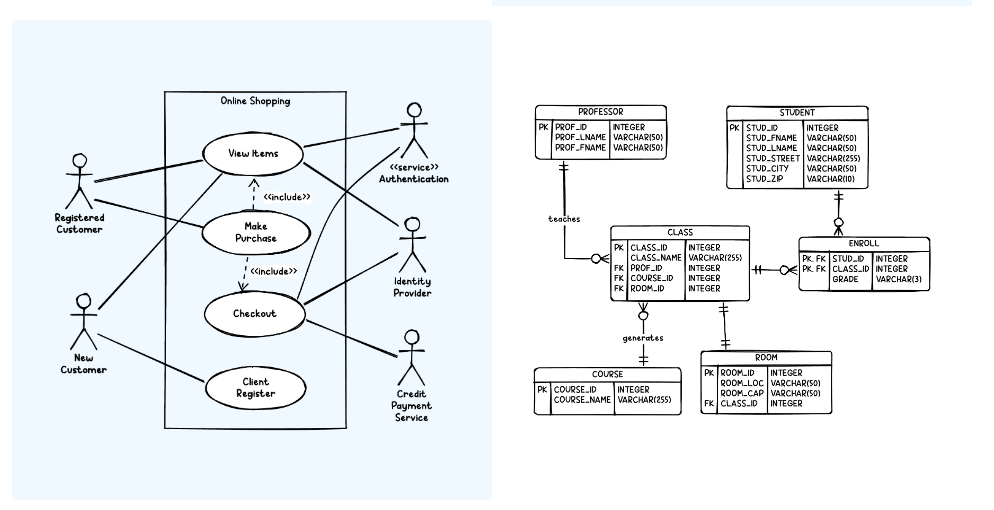 Online Shopping
View Items
<<include>>
Make
Purchase
<<include>>
Checkout
Client
Register
Registered
Customer
New
Customer
<<service>>
Authentication
Identity
Provider
Credit
Payment
Service
PROFESSOR
PK PROF_ID INTEGER
PROF_LNAME VARCHAR(50)
PROF_FNAME VARCHAR(50)
STUDENT
PK STUD_ID INTEGER
STUD_FNAME VARCHAR(50)
STUD_LNAME VARCHAR(50)
STUD_STREET VARCHAR(255)
STUD_CITY VARCHAR(50)
STUD_ZIP VARCHAR(10)
teaches
CLASS
PK CLASS_ID INTEGER
CLASS_NAME VARCHAR(255)
FK PROF_ID INTEGER
FK COURSE_ID INTEGER
FK ROOM_ID INTEGER
ENROLL
PK, FK STUD_ID INTEGER
PK, FK CLASS_ID INTEGER
GRADE VARCHAR(3)
generates
COURSE
PK COURSE_ID INTEGER
COURSE_NAME VARCHAR(255)
ROOM
PK ROOM_ID INTEGER
ROOM_LOC VARCHAR(50)
ROOM_CAP VARCHAR(50)
FK CLASS_ID INTEGER